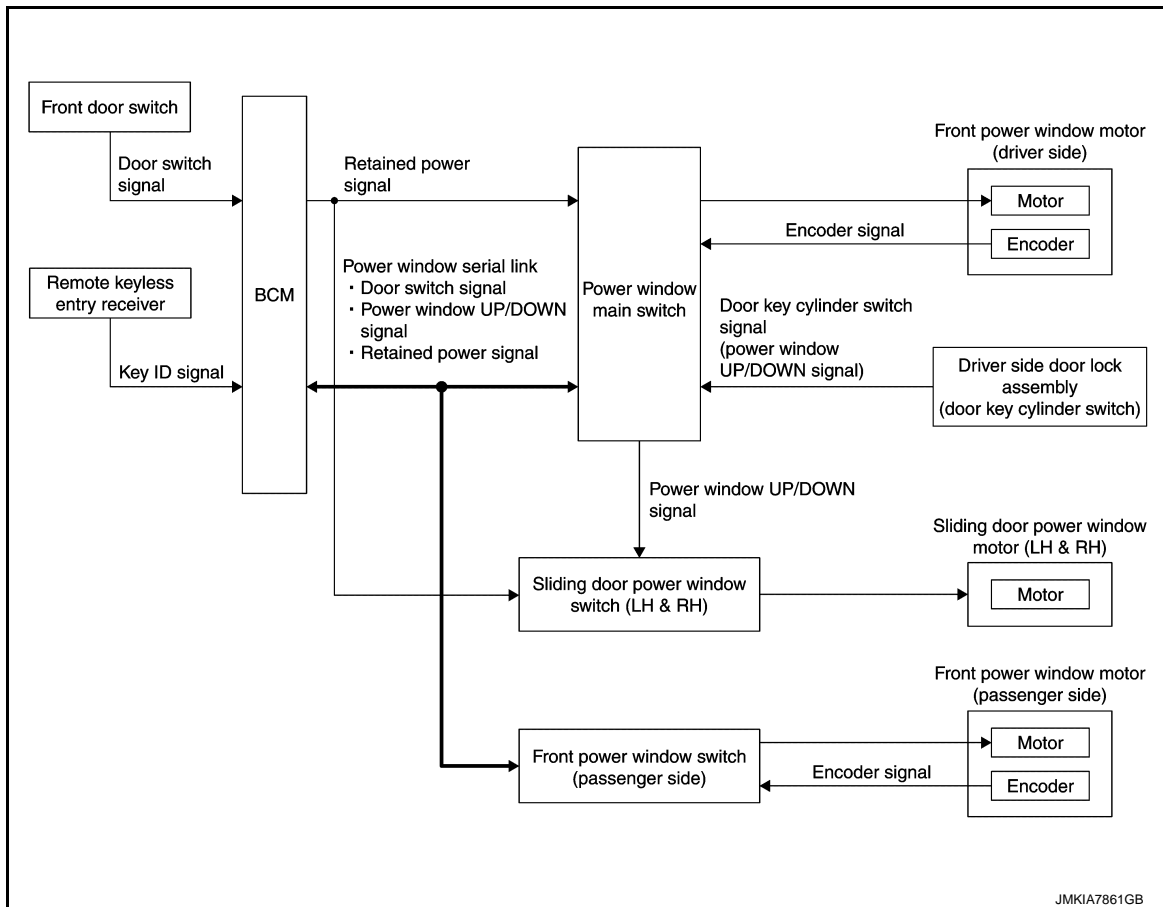 Front door switch
Door switch
signal
Remote keyless
entry receiver
Key ID signal
BCM
Retained power
signal
Power window serial link
・Door switch signal
・Power window UP/DOWN
signal
・Retained power signal
Power window
main switch
Front power window motor
(driver side)
Motor
Encoder signal
Encoder
Door key cylinder switch
signal
(power window
UP/DOWN signal)
Driver side door lock
assembly
(door key cylinder switch)
Power window UP/DOWN
signal
Sliding door power window
switch (LH & RH)
Sliding door power window
motor (LH & RH)
Motor
Front power window switch
(passenger side)
Front power window motor
(passenger side)
Motor
Encoder signal
Encoder
JMKIA7861GB